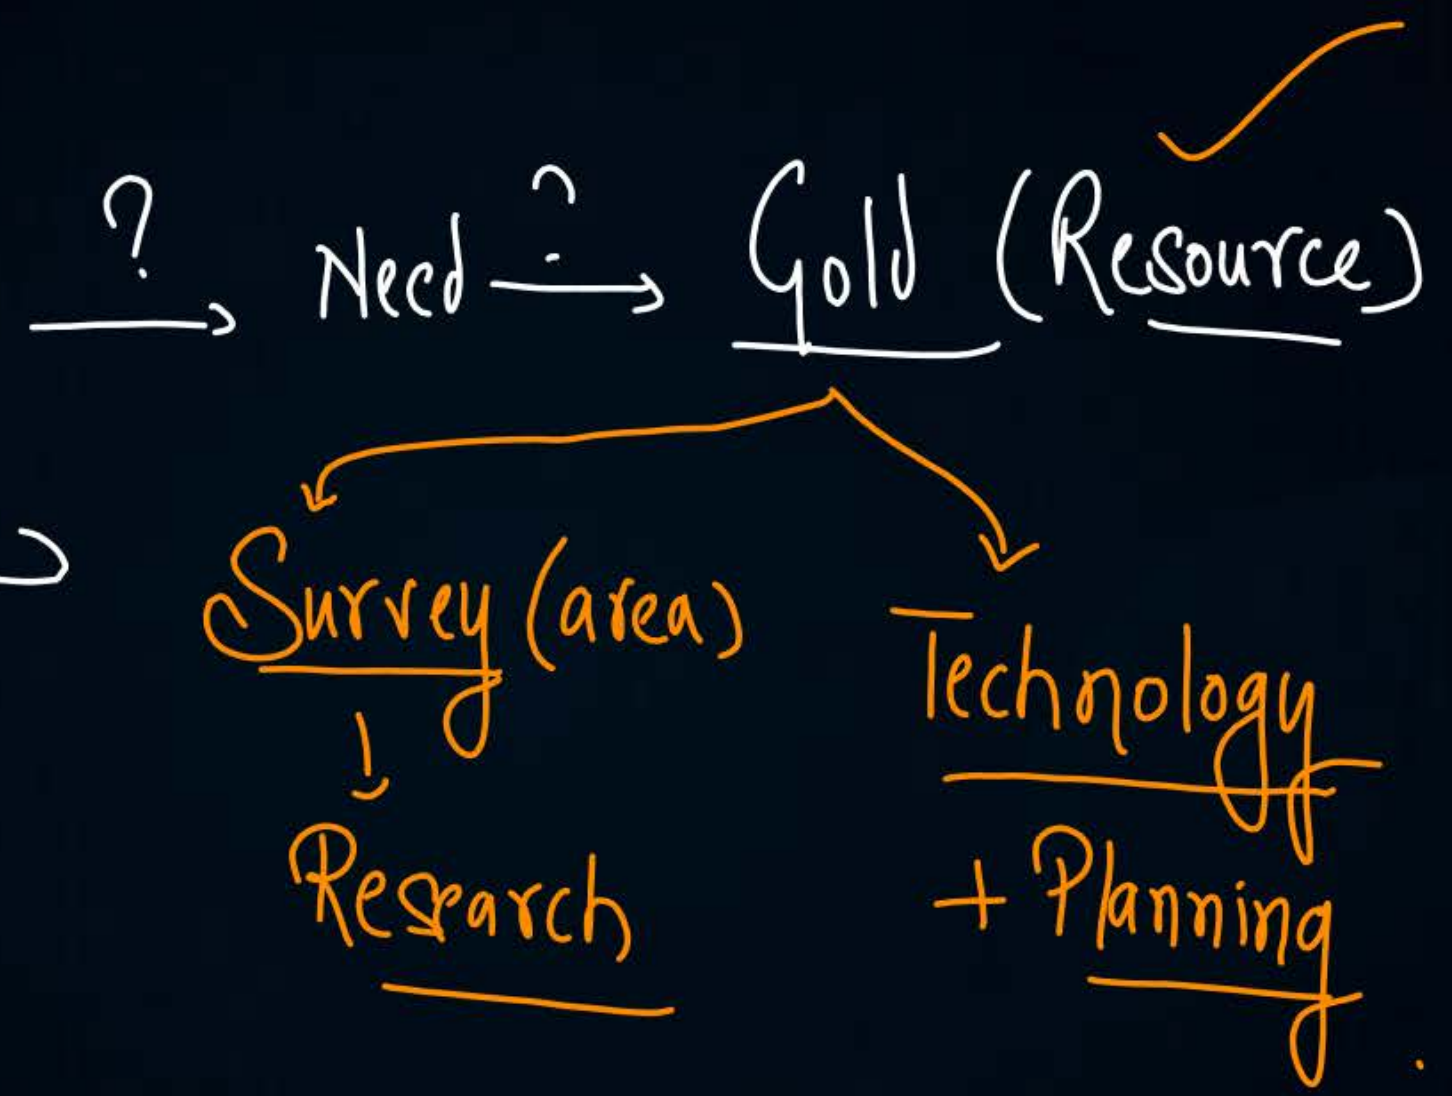 ? Need ? Gold (Resource)
Survey (area)
Technology
Research
+ Planning